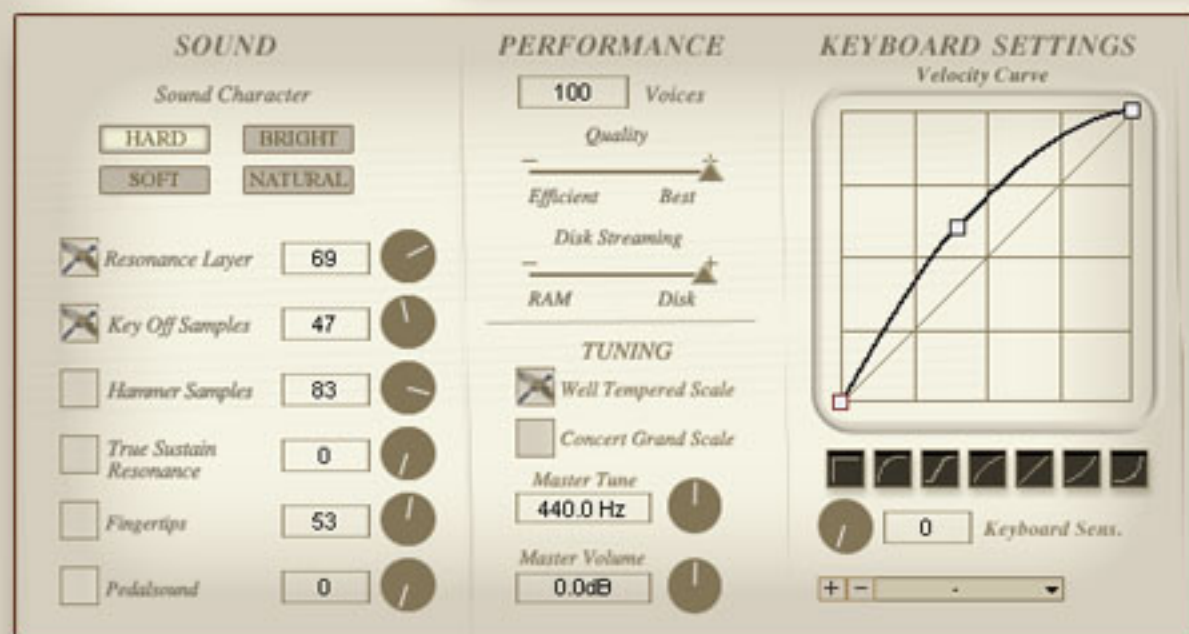 SOUND
Sound Character
HARD BRIGHT
SOFT NATURAL
Resonance Layer 69
Key Off Samples 47
Hammer Samples 83
True Sustain
Resonance 0
Fingertips 53
Pedalsound 0
PERFORMANCE
100 Voices
Quality
− +
Efficient Best
Disk Streaming
− +
RAM Disk
TUNING
Well Tempered Scale
Concert Grand Scale
Master Tune
440.0 Hz
Master Volume
0.0dB
KEYBOARD SETTINGS
Velocity Curve
0 Keyboard Sens.
+ − -